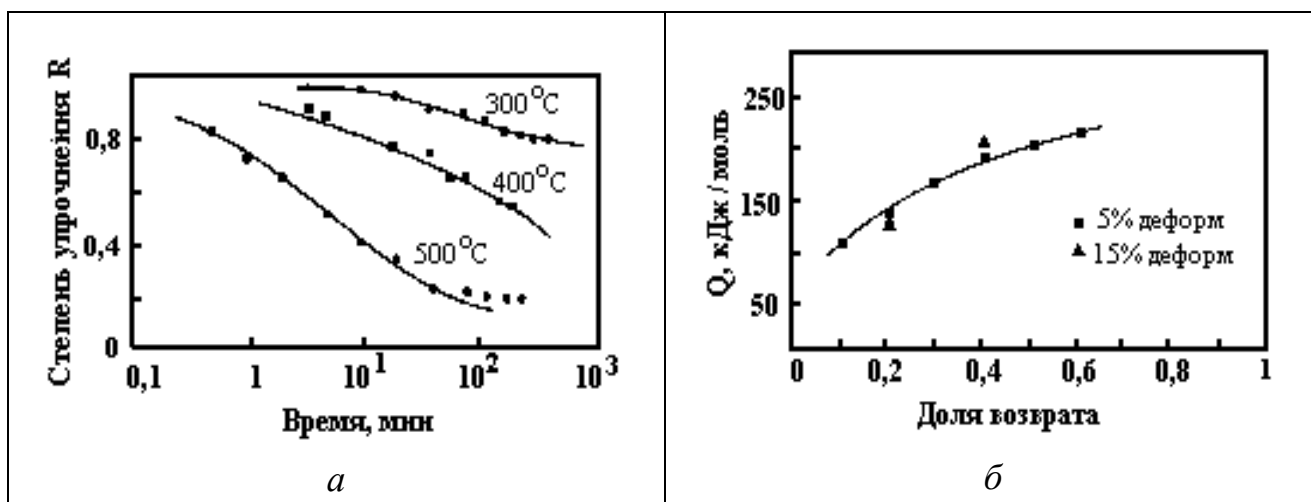 Степень упрочнения R
0,8
0,4
0
0,1
1
10¹
10²
10³
300°C
400°C
500°C
Время, мин
а
Q, кДж / моль
250
150
50
0
0,2
0,4
0,6
0,8
1
5% деформ
15% деформ
Доля возврата
б